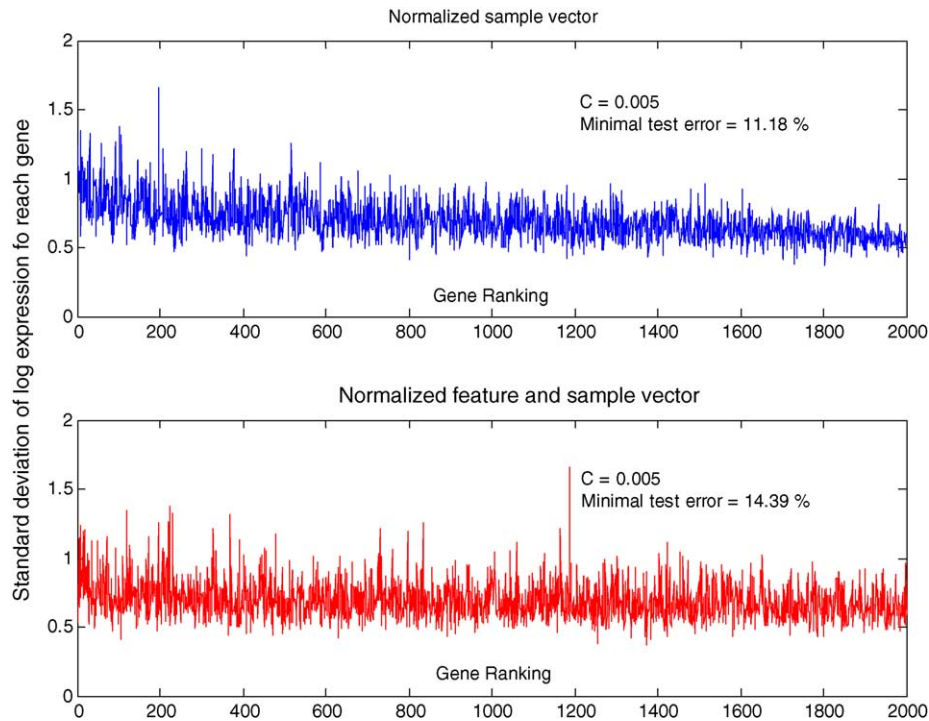 Normalized sample vector
2
1.5
1
0.5
0
C = 0.005
Minimal test error = 11.18 %
Gene Ranking
0 200 400 600 800 1000 1200 1400 1600 1800 2000
Standard deviation of log expression fo reach gene
Normalized feature and sample vector
2
1.5
1
0.5
0
C = 0.005
Minimal test error = 14.39 %
Gene Ranking
0 200 400 600 800 1000 1200 1400 1600 1800 2000